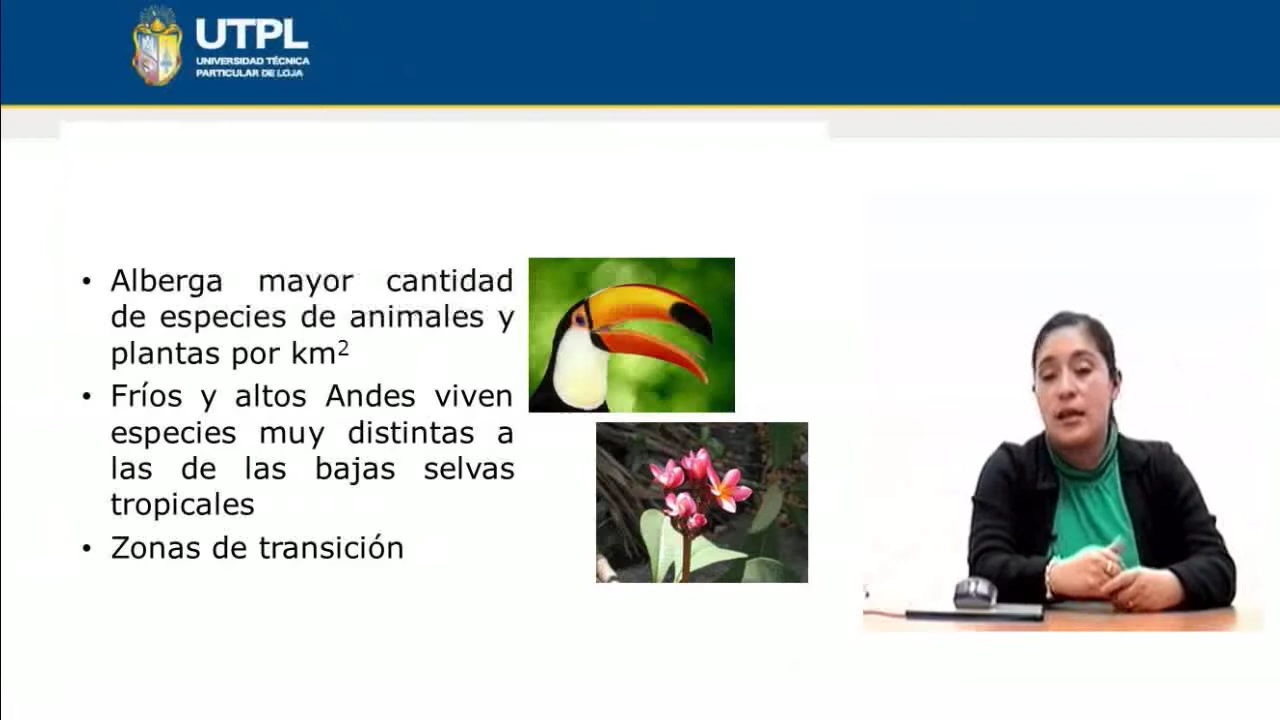 UTPL
UNIVERSIDAD TÉCNICA
PARTICULAR DE LOJA
• Alberga mayor cantidad
de especies de animales y
plantas por km²
• Fríos y altos Andes viven
especies muy distintas a
las de las bajas selvas
tropicales
• Zonas de transición